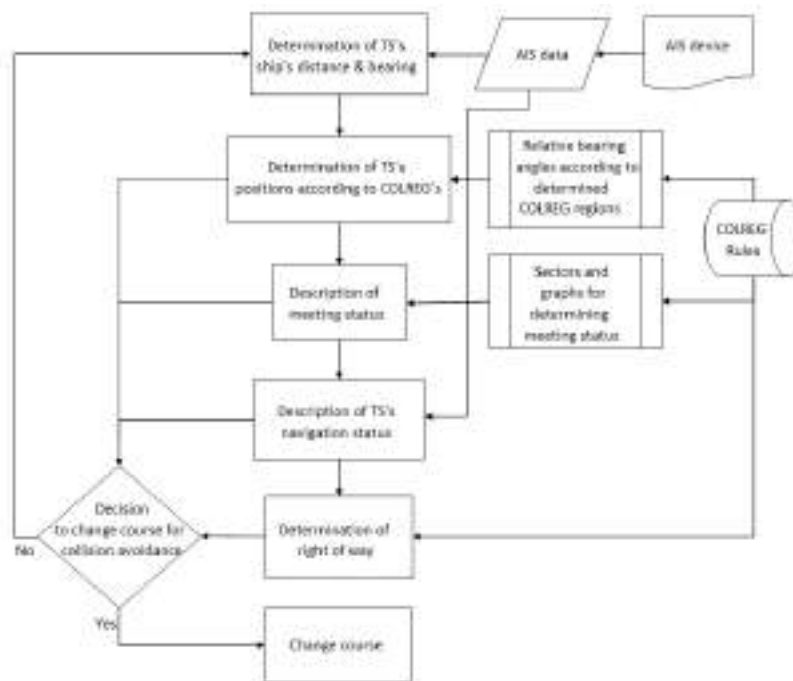 Determination of TS's
ship's distance & bearing
AIS data
AIS device
Determination of TS's
positions according to COLREG's
Relative bearing
angles according to
determined
COLREG regions
COLREG
Rules
Description of
meeting status
Sectors and
graphs for
determining
meeting status
Description of TS's
navigation status
Decision
to change course for
collision avoidance
No
Determination of
right of way
Yes
Change course